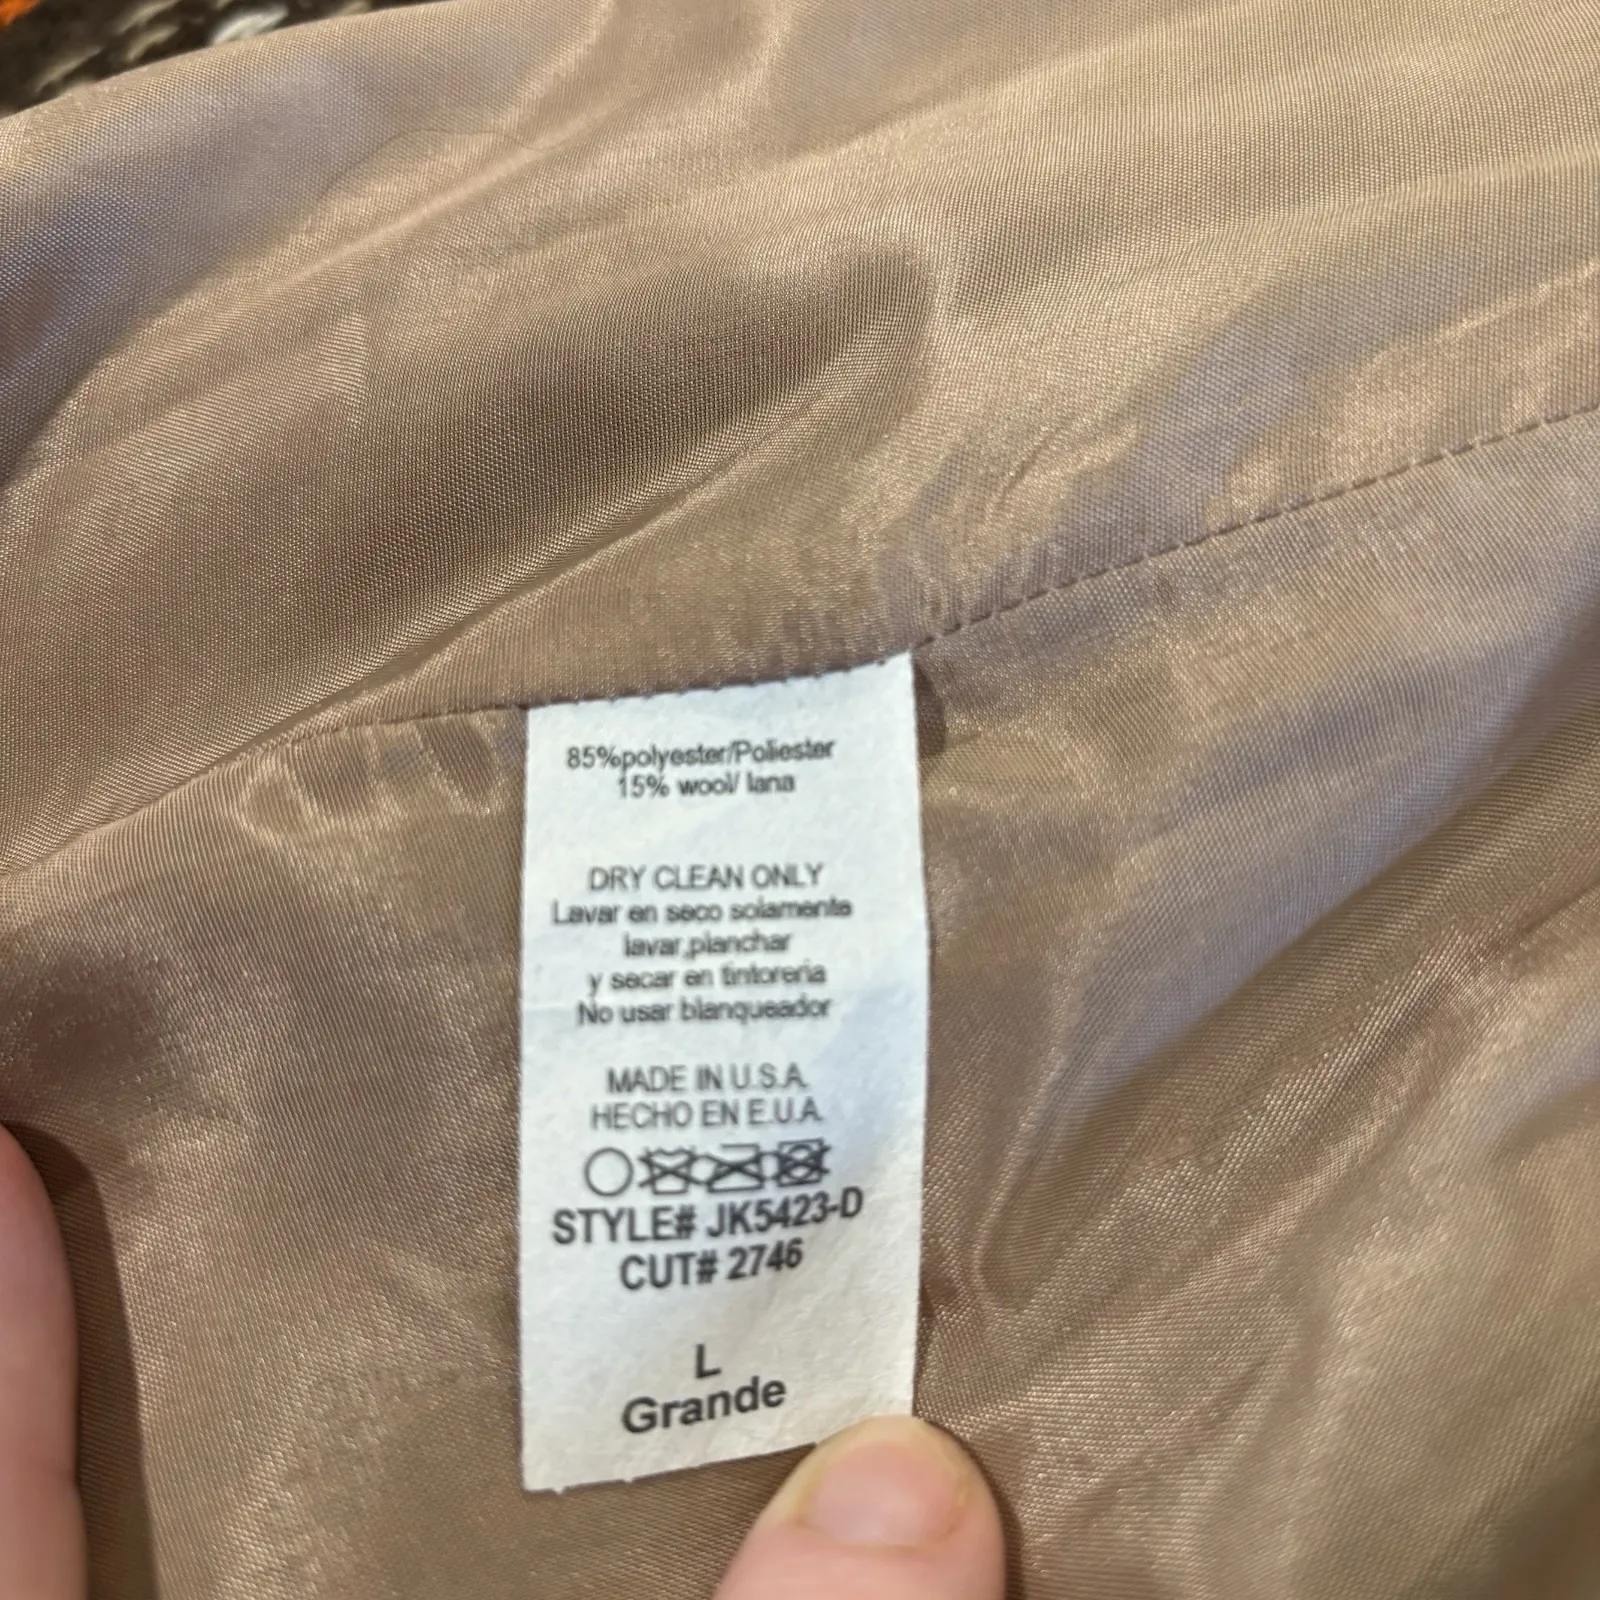 85%polyester/Poliester
15% wool/ lana
DRY CLEAN ONLY
Lavar en seco solamente
lavar,planchar
y secar en tintoreria
No usar blanqueador
MADE IN U.S.A.
HECHO EN E.U.A.
STYLE# JK5423-D
CUT# 2746
L
Grande